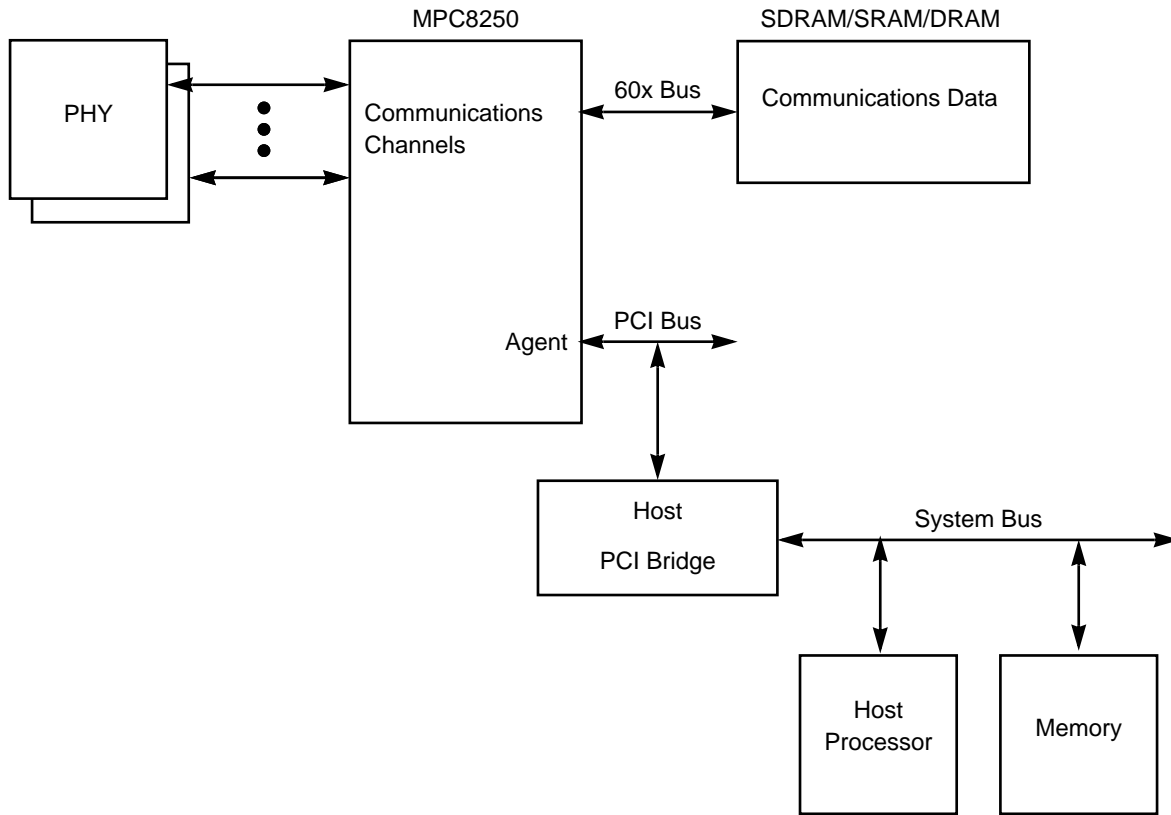 MPC8250
SDRAM/SRAM/DRAM
PHY
Communications
Channels
60x Bus
Communications Data
Agent
PCI Bus
Host
PCI Bridge
System Bus
Host
Processor
Memory